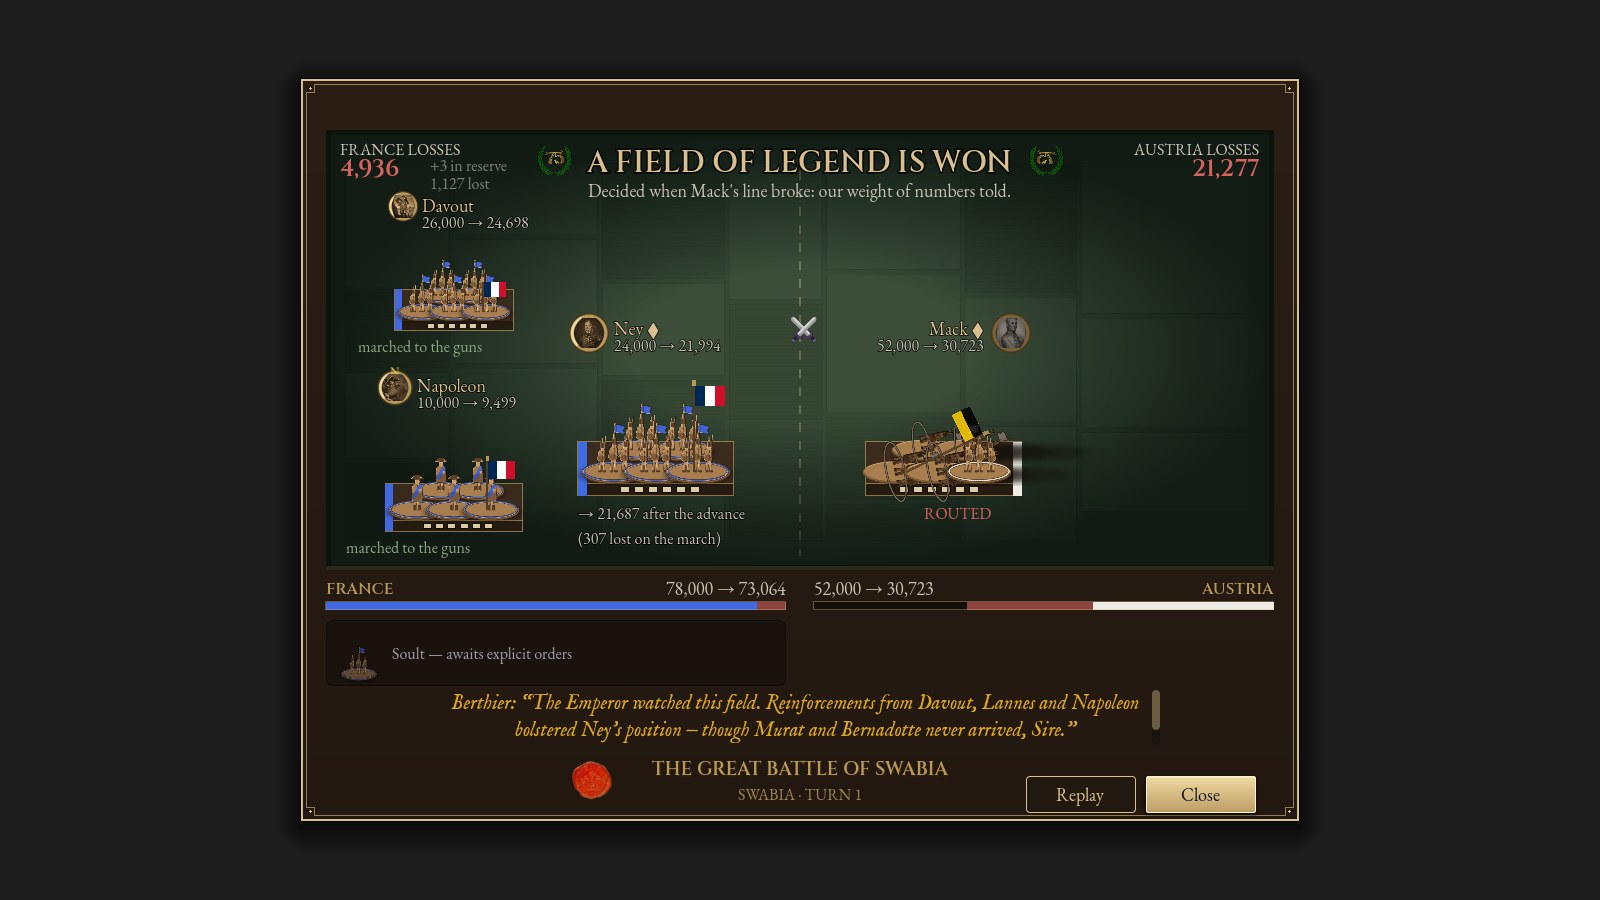 FRANCE LOSSES
4,936
+3 in reserve
1,127 lost
A FIELD OF LEGEND IS WON
Decided when Mack's line broke: our weight of numbers told.
AUSTRIA LOSSES
21,277
Davout
26,000 → 24,698
marched to the guns
Ney
24,000 → 21,994
Mack
52,000 → 30,723
N
Napoleon
10,000 → 9,499
marched to the guns
→ 21,687 after the advance
(307 lost on the march)
ROUTED
FRANCE
78,000 → 73,064
52,000 → 30,723
AUSTRIA
Soult — awaits explicit orders
Berthier: “The Emperor watched this field. Reinforcements from Davout, Lannes and Napoleon
bolstered Ney’s position – though Murat and Bernadotte never arrived, Sire.”
THE GREAT BATTLE OF SWABIA
SWABIA · TURN 1
Replay
Close